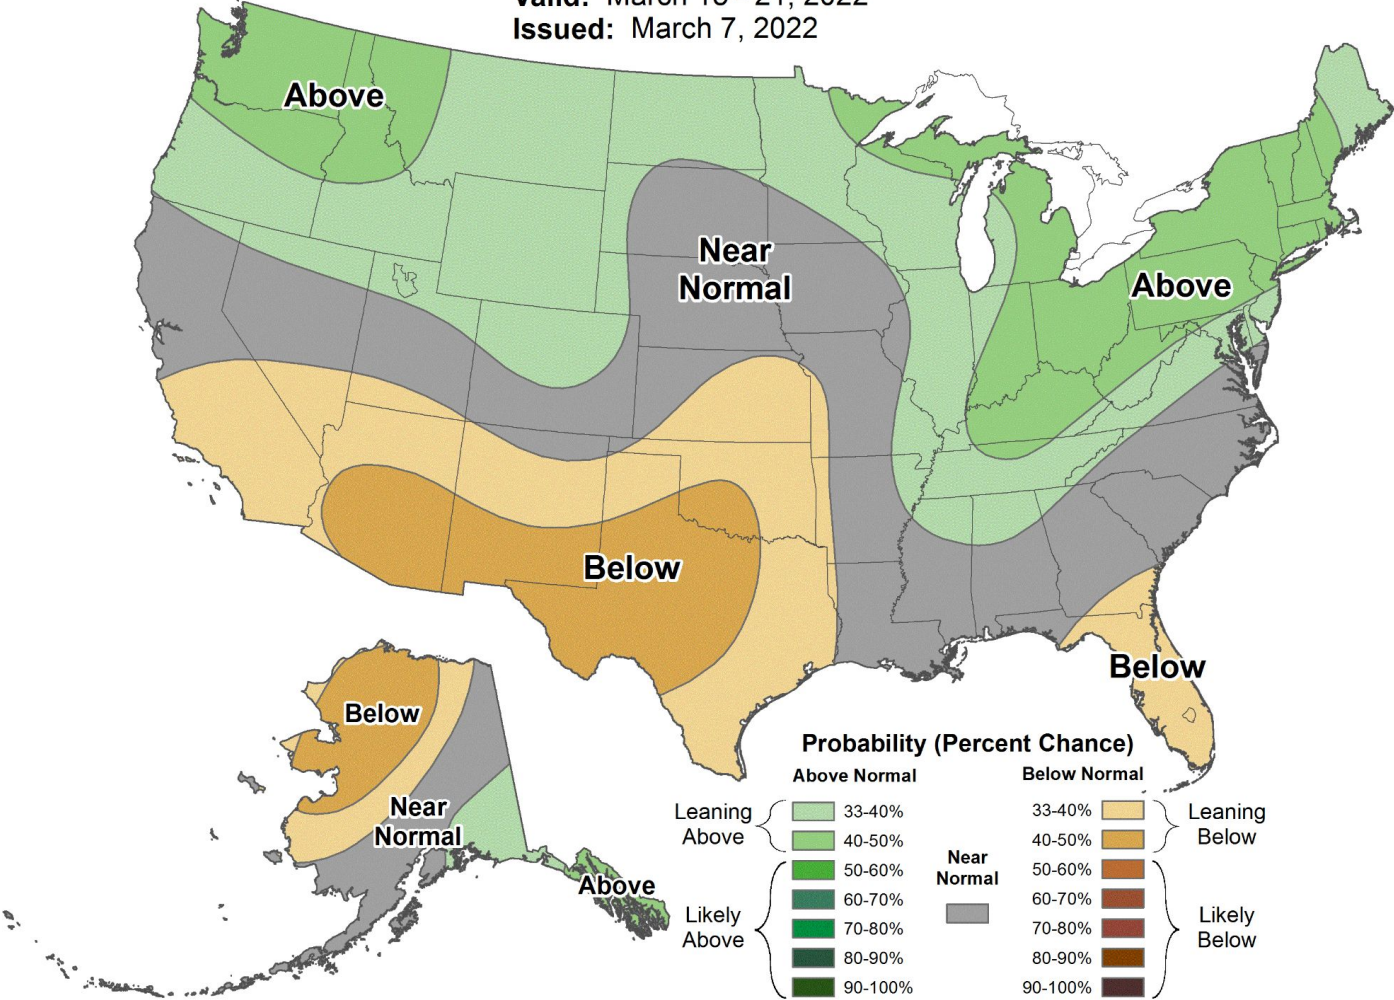 Issued: March 7, 2022
Above
Near
Normal
Above
Below
Below
Below
Near
Normal
Above
Probability (Percent Chance)
Above Normal
Below Normal
Leaning
Above
33-40%
40-50%
50-60%
60-70%
70-80%
80-90%
90-100%
Likely
Above
Near
Normal
33-40%
40-50%
50-60%
60-70%
70-80%
80-90%
90-100%
Leaning
Below
Likely
Below